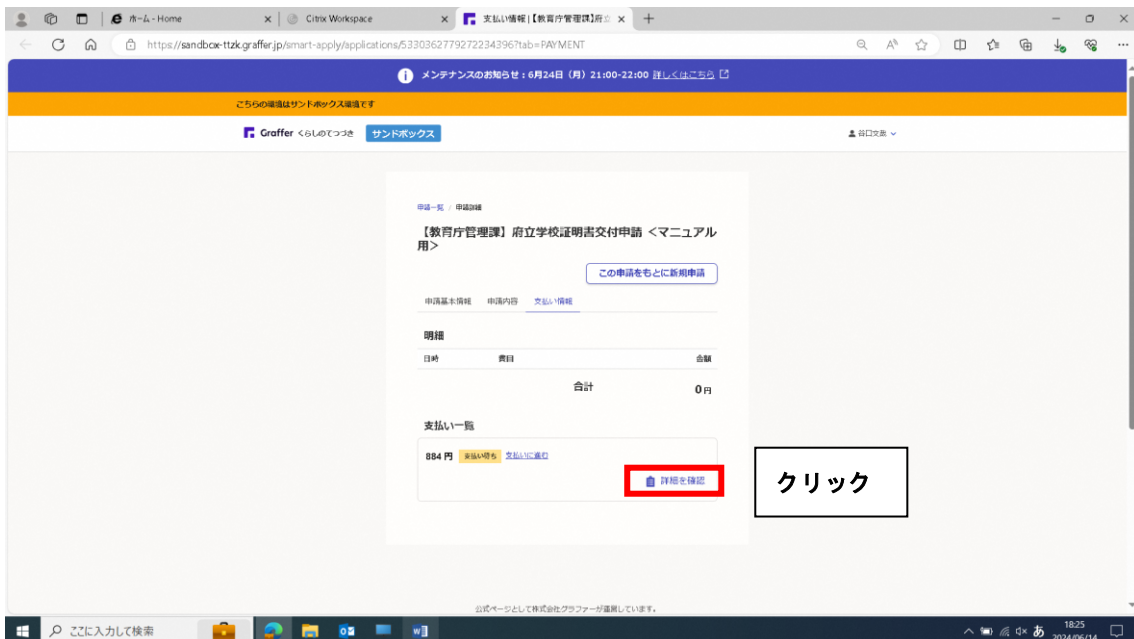 ホーム - Home
Citrix Workspace
支払い情報 | 【教育庁管理課】府立
https://sandbox-ttzk.graffer.jp/smart-apply/applications/5330362779272234396?tab=PAYMENT
メンテナンスのお知らせ：6月24日（月）21:00-22:00 詳しくはこちら
こちらの環境はサンドボックス環境です
Graffer くらしのてつづき サンドボックス
申請一覧 / 申請詳細
【教育庁管理課】府立学校証明書交付申請 ＜マニュアル
用＞
この申請をもとに新規申請
申請基本情報 申請内容 支払い情報
明細
日時 費目 金額
合計 0 円
支払い一覧
884 円 支払い待ち 支払いに進む
詳細を確認
クリック
公式ページとして株式会社グラファーが運営しています。
ここに入力して検索
あ
18:25
2024/06/14